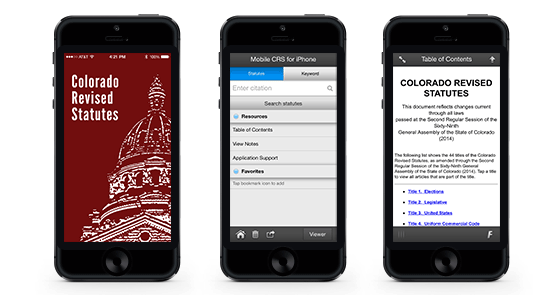 AT&T
4:21 PM
Colorado
Revised
Statutes
Mobile CRS for iPhone
Statutes
Keyword
Enter citation
Search statutes
Resources
Table of Contents
View Notes
Application Support
Favorites
Tap bookmark icon to add
Viewer
Table of Contents
COLORADO REVISED
STATUTES
This document reflects changes current
through all laws
passed at the Second Regular Session of the
Sixty-Ninth
General Assembly of the State of Colorado
(2014)
The following list shows the 44 titles of the Colorado
Revised Statutes, as amended through the Second
Regular Session of the Sixty-Ninth General
Assembly of the State of Colorado (2014). Tap a title
to view all articles that are part of the title.
Title 1. Elections
Title 2. Legislative
Title 3. United States
Title 4. Uniform Commercial Code
F